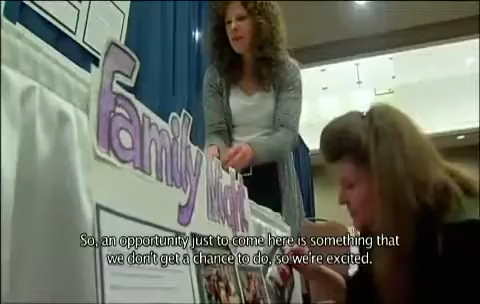 Family Night
So, an opportunity just to come here is something that
we don't get a chance to do, so we're excited.